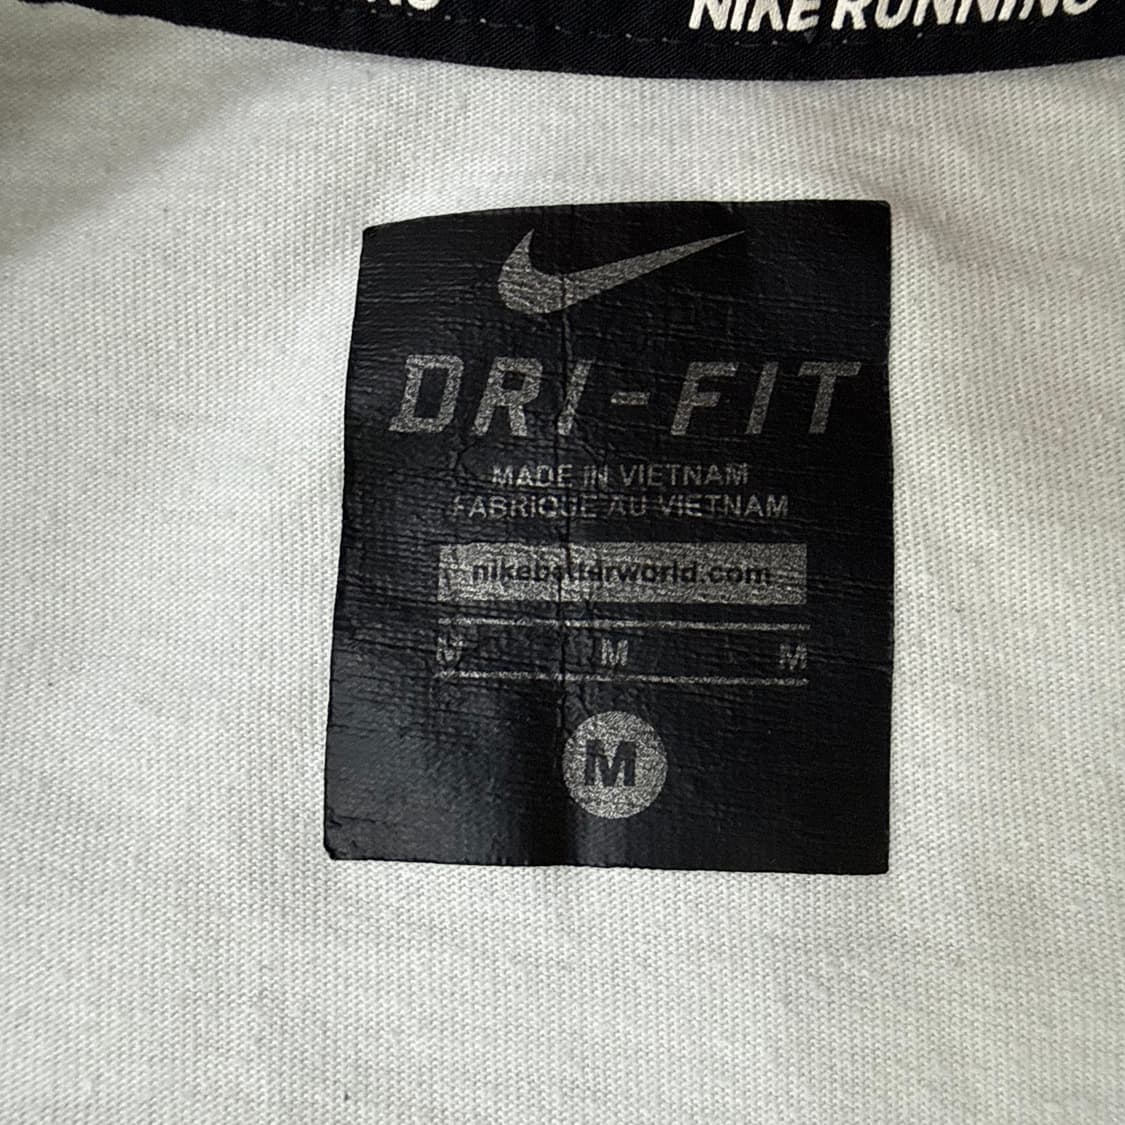 NIKE RUNNING
DRI-FIT
MADE IN VIETNAM
FABRIQUE AU VIETNAM
nikebetterworld.com
M M M
M